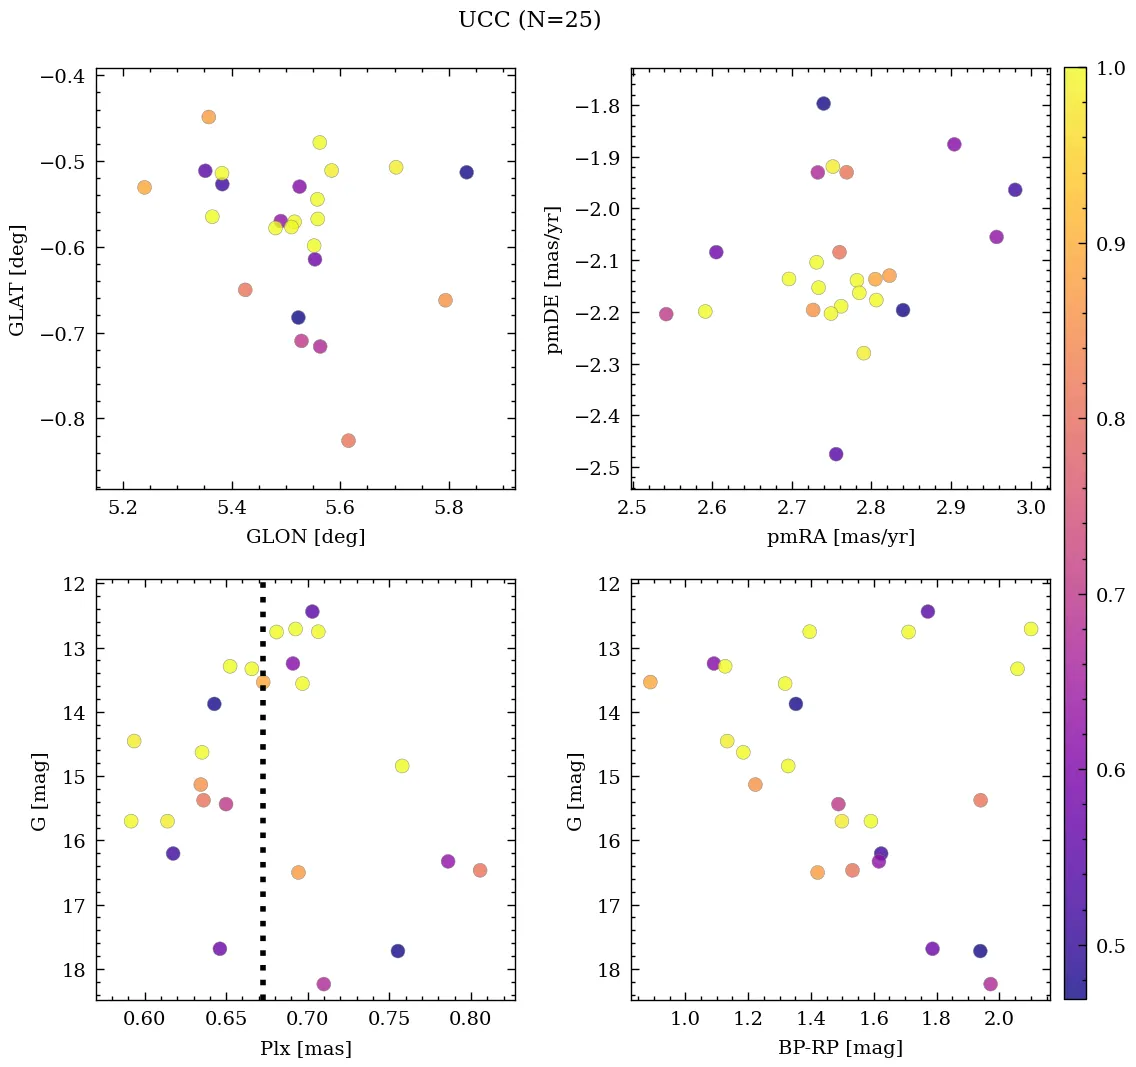 UCC (N=25)
−0.4
−0.5
−0.6
−0.7
−0.8
GLAT [deg]
5.2 5.4 5.6 5.8
GLON [deg]
−1.8
−1.9
−2.0
−2.1
−2.2
−2.3
−2.4
−2.5
pmDE [mas/yr]
2.5 2.6 2.7 2.8 2.9 3.0
pmRA [mas/yr]
12
13
14
15
16
17
18
G [mag]
0.60 0.65 0.70 0.75 0.80
Plx [mas]
12
13
14
15
16
17
18
G [mag]
1.0 1.2 1.4 1.6 1.8 2.0
BP-RP [mag]
1.0
0.9
0.8
0.7
0.6
0.5